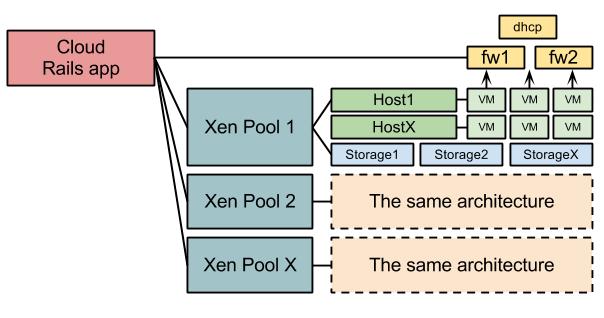 dhcp
Cloud
Rails app
fw1 fw2
Xen Pool 1
Host1 VM VM VM
HostX VM VM VM
Storage1 Storage2 StorageX
Xen Pool 2 The same architecture
Xen Pool X The same architecture